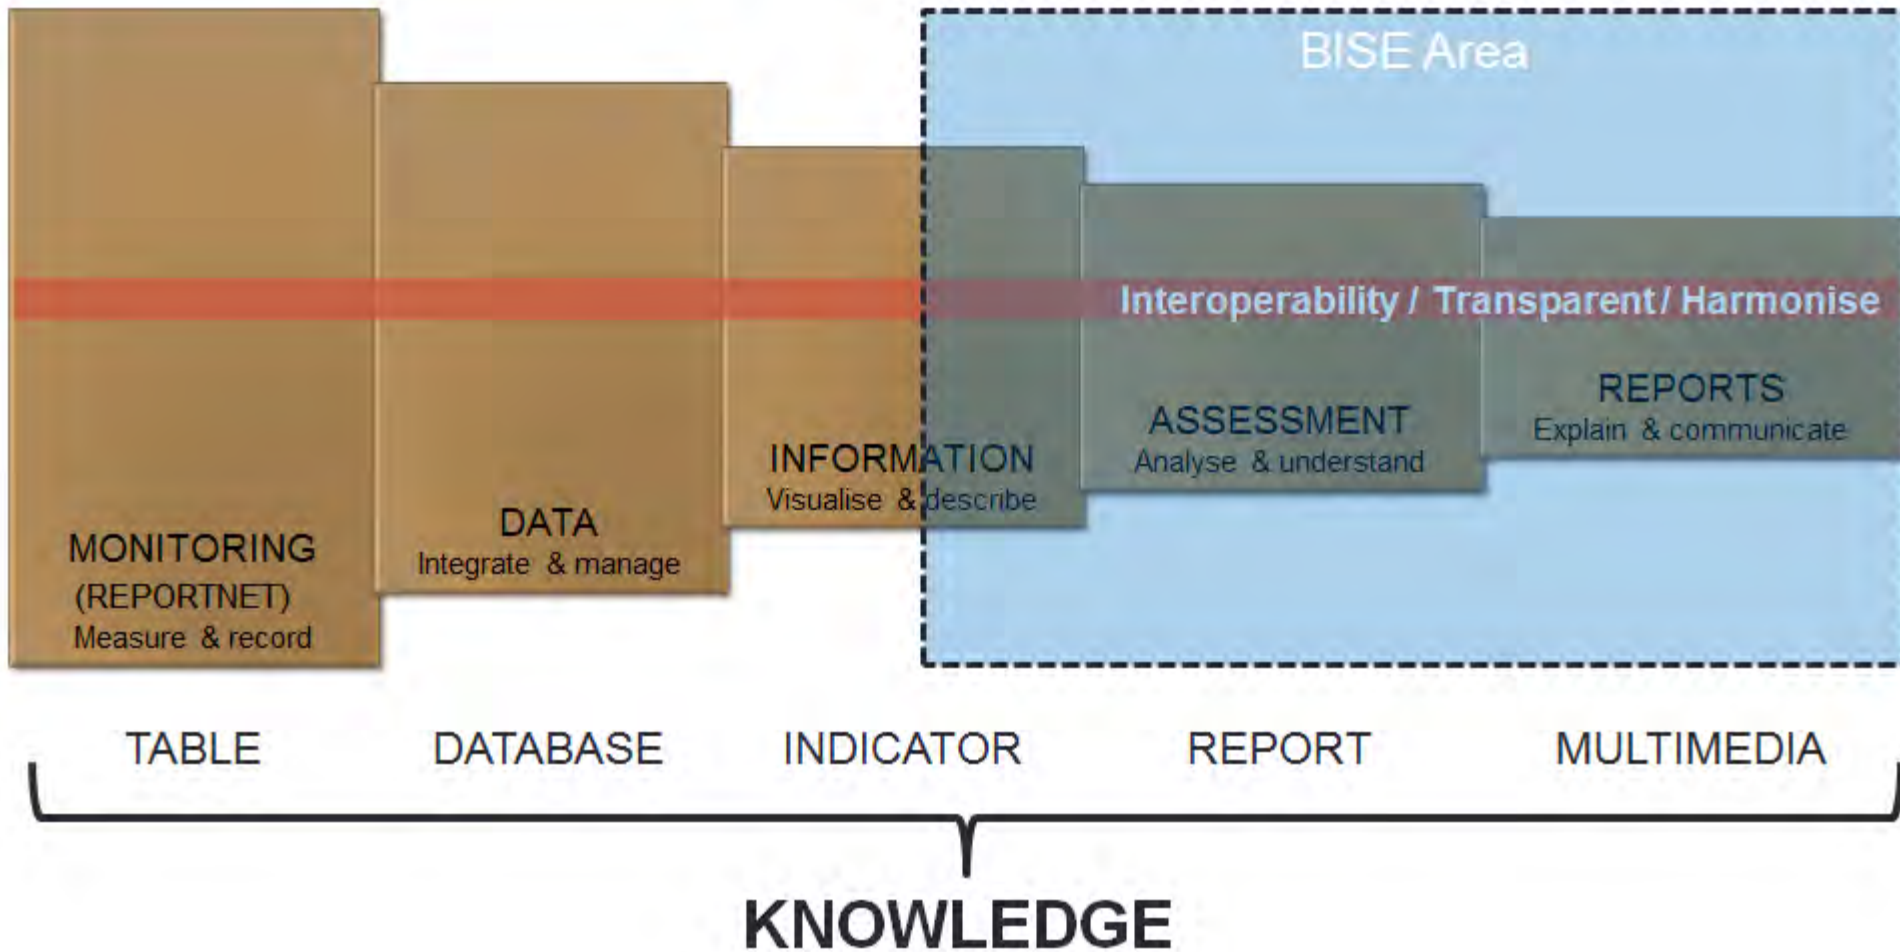 BISE Area
Interoperability / Transparent / Harmonise
MONITORING
(REPORTNET)
Measure & record
DATA
Integrate & manage
INFORMATION
Visualise & describe
ASSESSMENT
Analyse & understand
REPORTS
Explain & communicate
TABLE
DATABASE
INDICATOR
REPORT
MULTIMEDIA
KNOWLEDGE